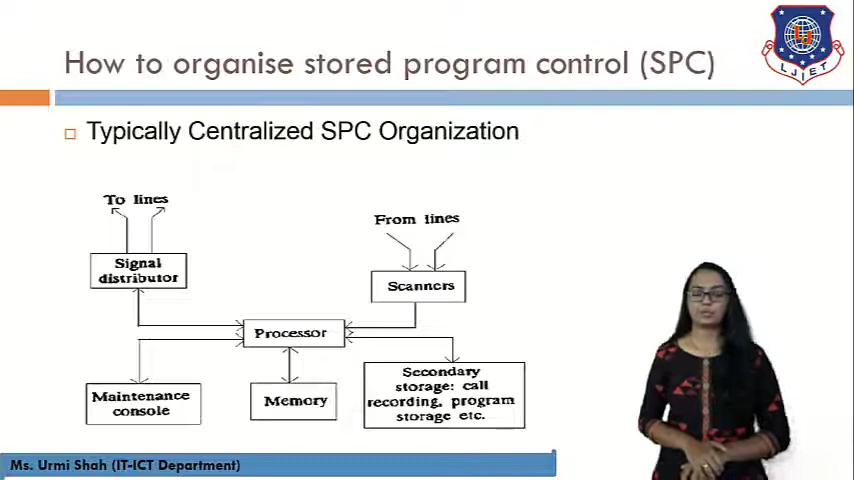 How to organise stored program control (SPC)
LJIET
Typically Centralized SPC Organization
To lines
From lines
Signal
distributor
Scanners
Processor
Maintenance
console
Memory
Secondary
storage: call
recording, program
storage etc.
Ms. Urmi Shah (IT-ICT Department)